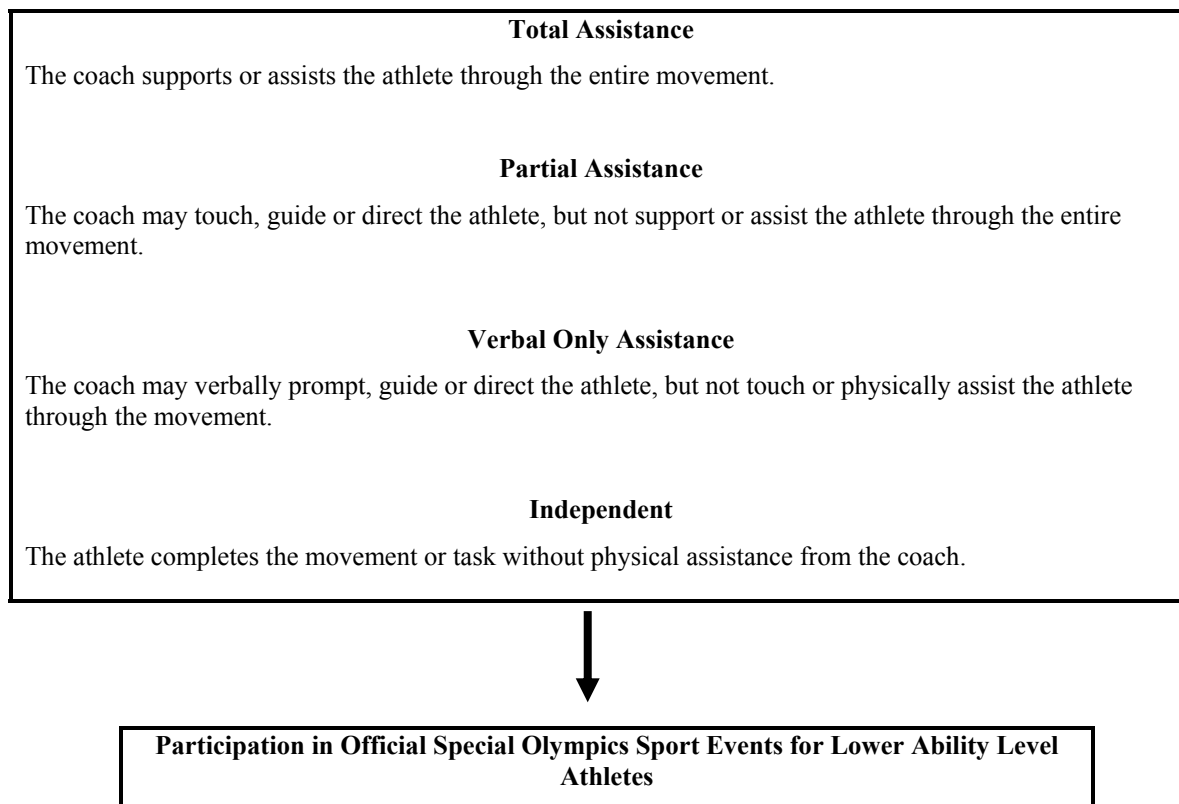 Total Assistance
The coach supports or assists the athlete through the entire movement.
Partial Assistance
The coach may touch, guide or direct the athlete, but not support or assist the athlete through the entire
movement.
Verbal Only Assistance
The coach may verbally prompt, guide or direct the athlete, but not touch or physically assist the athlete
through the movement.
Independent
The athlete completes the movement or task without physical assistance from the coach.
Participation in Official Special Olympics Sport Events for Lower Ability Level
Athletes